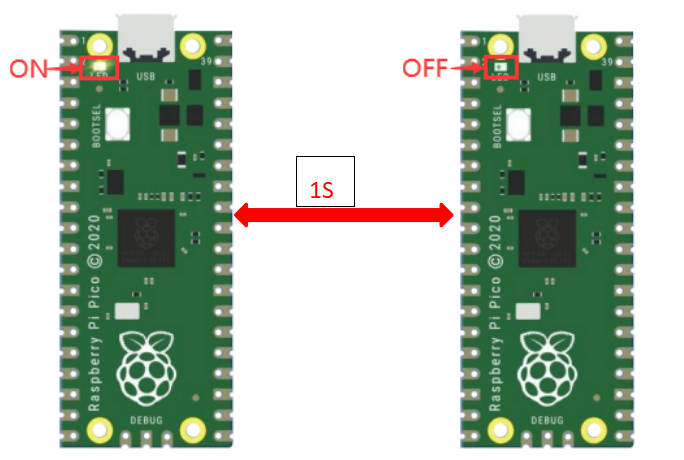 1
39
ON
LED
USB
BOOTSEL
Raspberry Pi Pico © 2020
DEBUG
1S
1
39
OFF
LED
USB
BOOTSEL
Raspberry Pi Pico © 2020
DEBUG